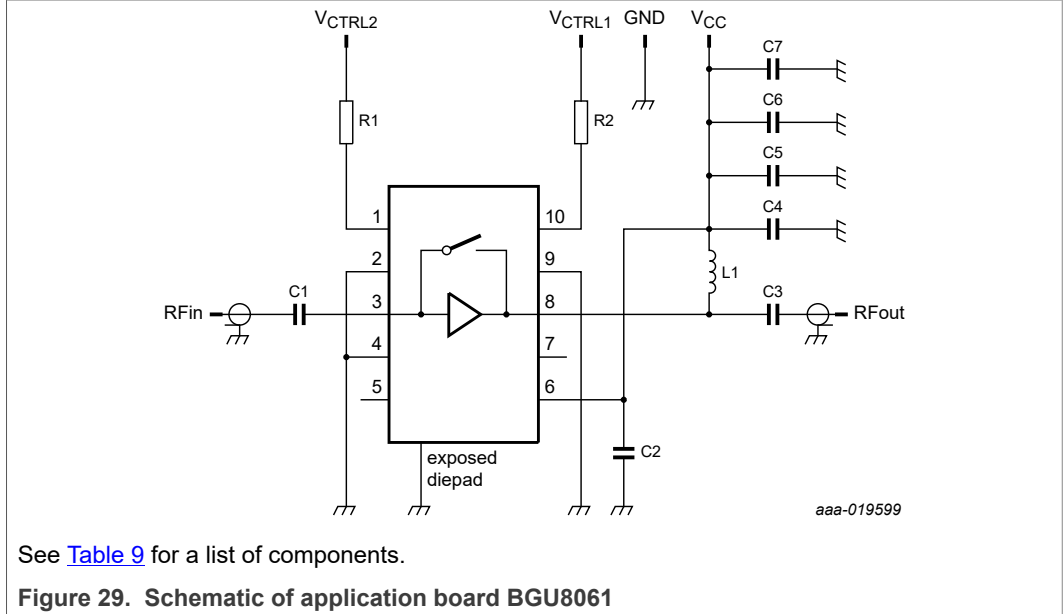 VCTRL2
VCTRL1
GND
VCC
C7
C6
R1
R2
C5
C4
1
10
2
9
L1
RFin
C1
3
8
C3
RFout
4
7
5
6
exposed
diepad
C2
aaa-019599
See Table 9 for a list of components.
Figure 29. Schematic of application board BGU8061